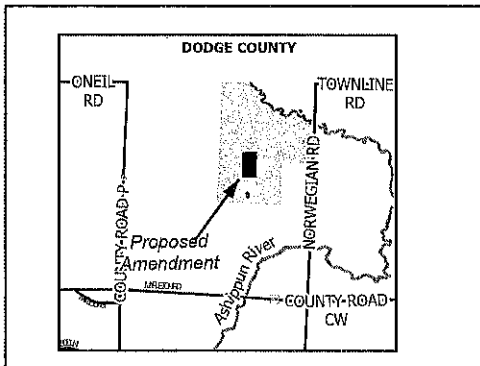 DODGE COUNTY
ONEIL
RD
TOWNLINE
RD
COUNTY ROAD P
NORWEGIAN RD
Proposed
Amendment
Ashippun River
COUNTY ROAD
CW